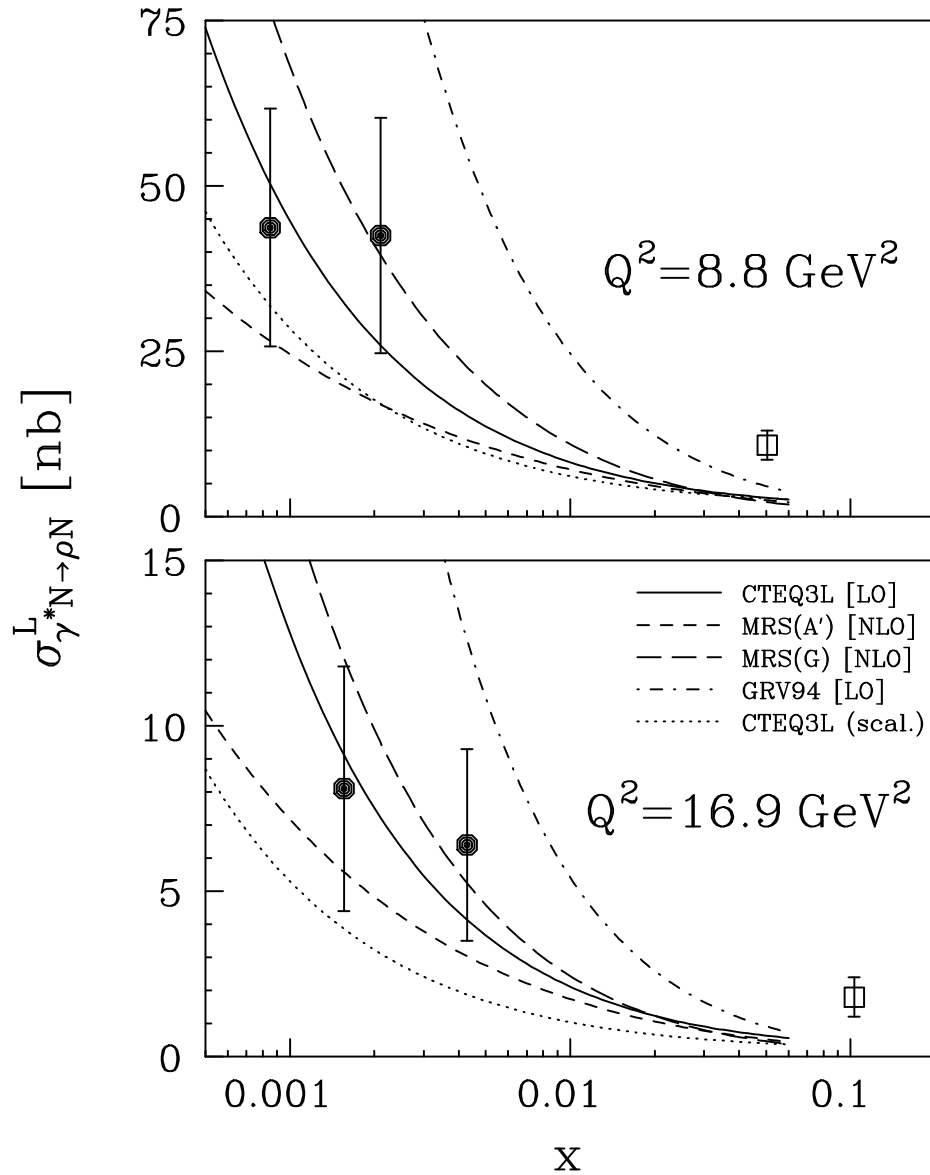 75
50
25
0
Q²=8.8 GeV²
σᴸγ*N→ρN [nb]
15
10
5
0
CTEQ3L [LO]
MRS(A′) [NLO]
MRS(G) [NLO]
GRV94 [LO]
CTEQ3L (scal.)
Q²=16.9 GeV²
0.001 0.01 0.1
x